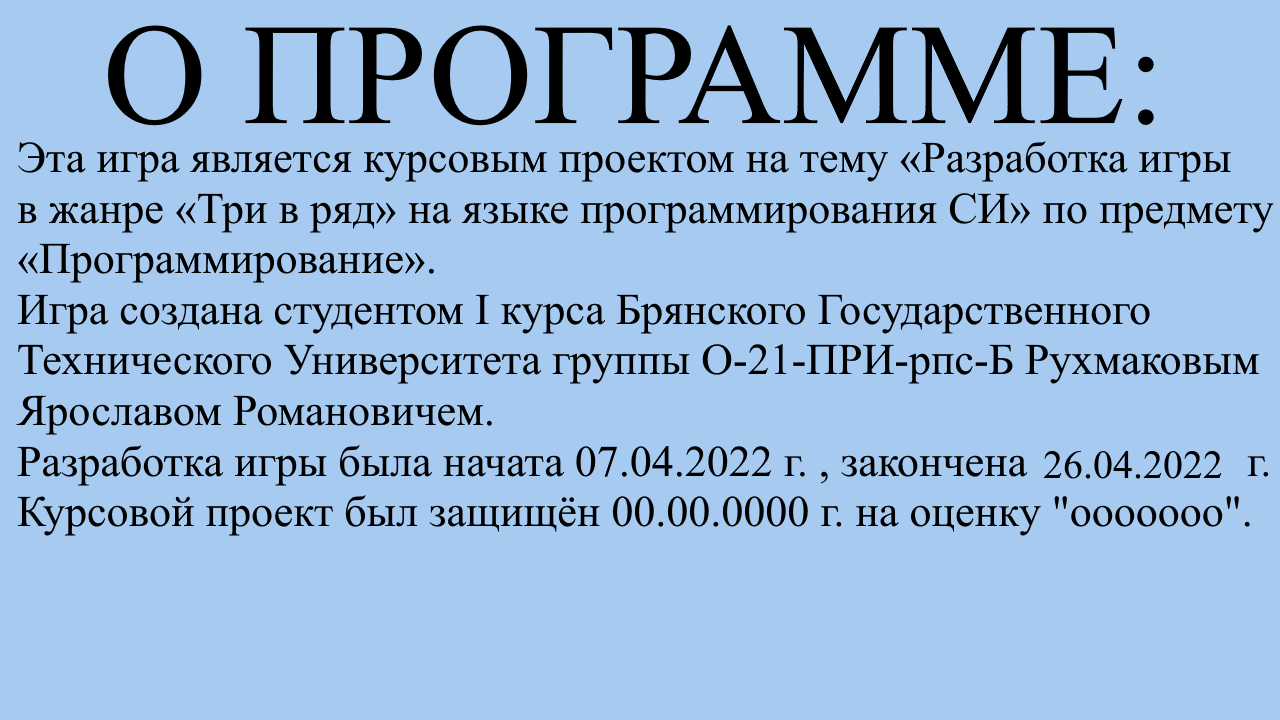 О ПРОГРАММЕ:
Эта игра является курсовым проектом на тему «Разработка игры
в жанре «Три в ряд» на языке программирования СИ» по предмету
«Программирование».
Игра создана студентом I курса Брянского Государственного
Технического Университета группы О-21-ПРИ-рпс-Б Рухмаковым
Ярославом Романовичем.
Разработка игры была начата 07.04.2022 г. , закончена 26.04.2022 г.
Курсовой проект был защищён 00.00.0000 г. на оценку "ооооооо".